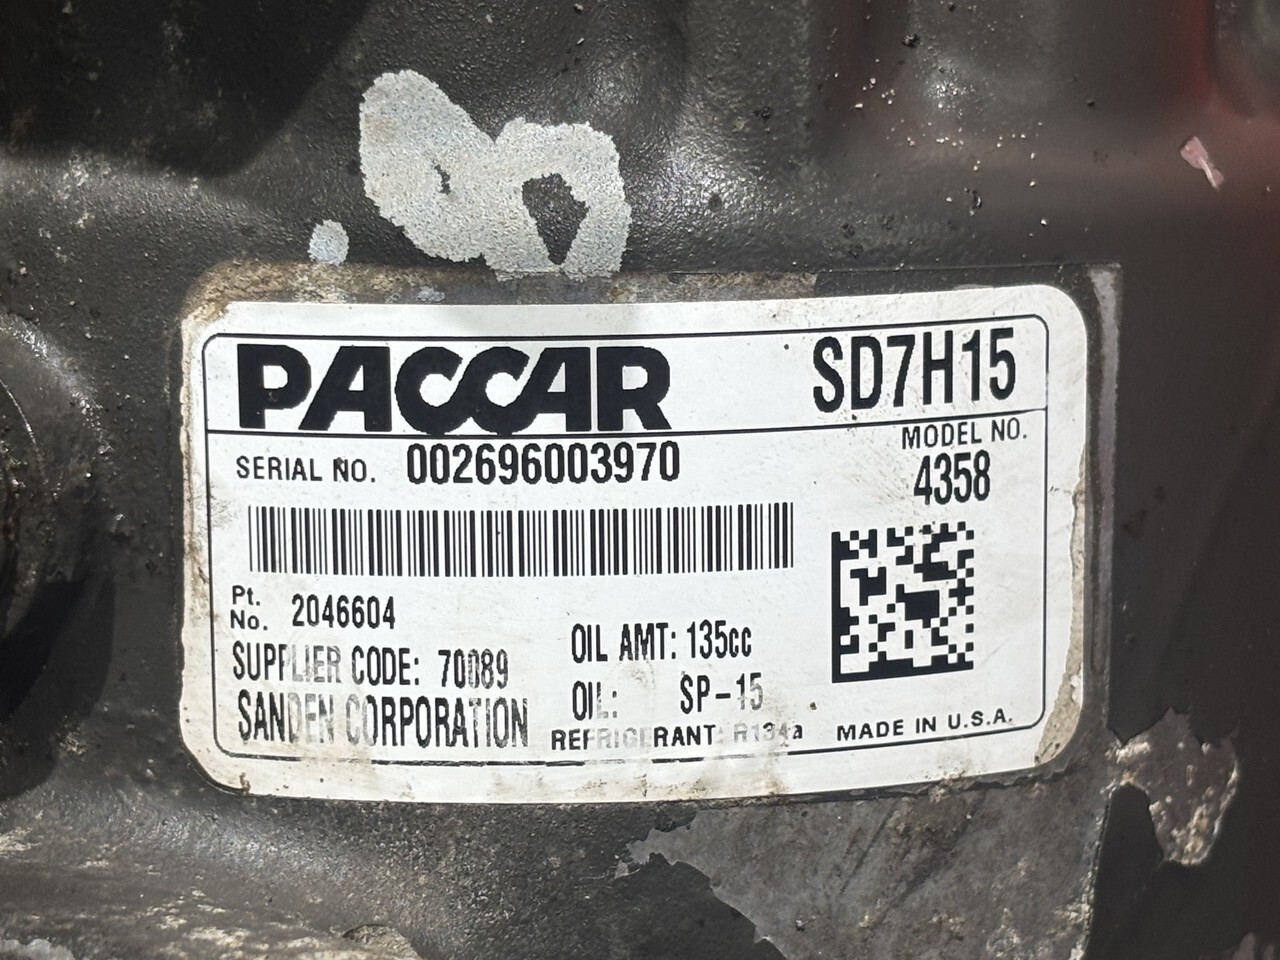 PACCAR SD7H15
SERIAL NO. 002696003970
MODEL NO.
4358
Pt.
No. 2046604
SUPPLIER CODE: 70089
SANDEN CORPORATION
OIL AMT: 135cc
OIL: SP-15
REFRIGERANT: R134a
MADE IN U.S.A.